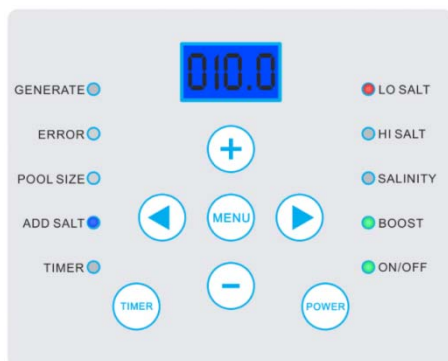 010.0
GENERATE
LO SALT
ERROR
HI SALT
+
POOL SIZE
SALINITY
ADD SALT
MENU
BOOST
−
TIMER
ON/OFF
TIMER
POWER